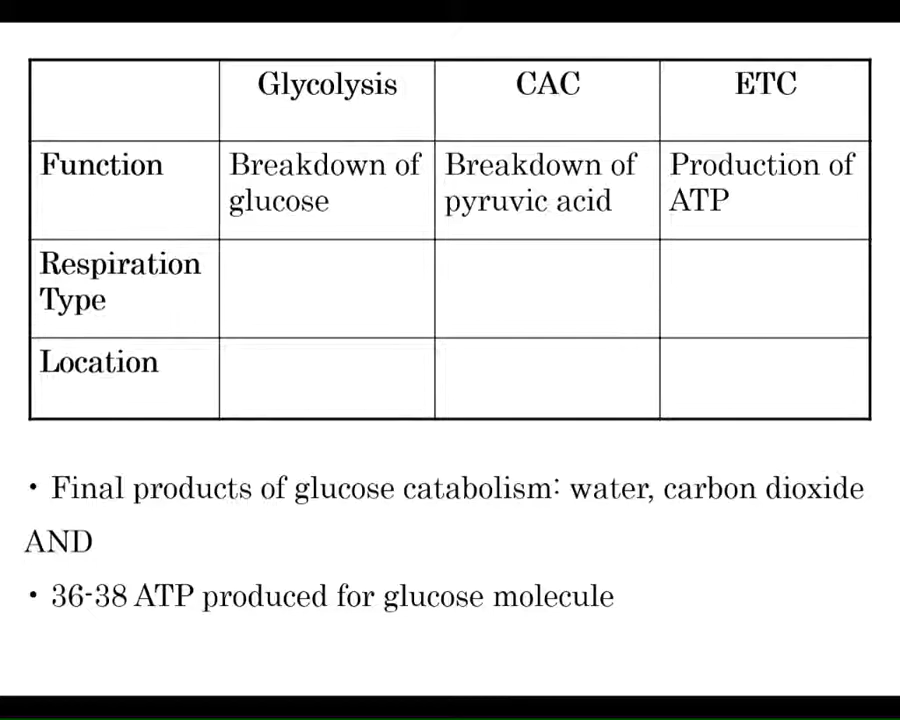 Glycolysis CAC ETC
Function Breakdown of glucose Breakdown of pyruvic acid Production of ATP
Respiration Type
Location
• Final products of glucose catabolism: water, carbon dioxide
AND
• 36-38 ATP produced for glucose molecule